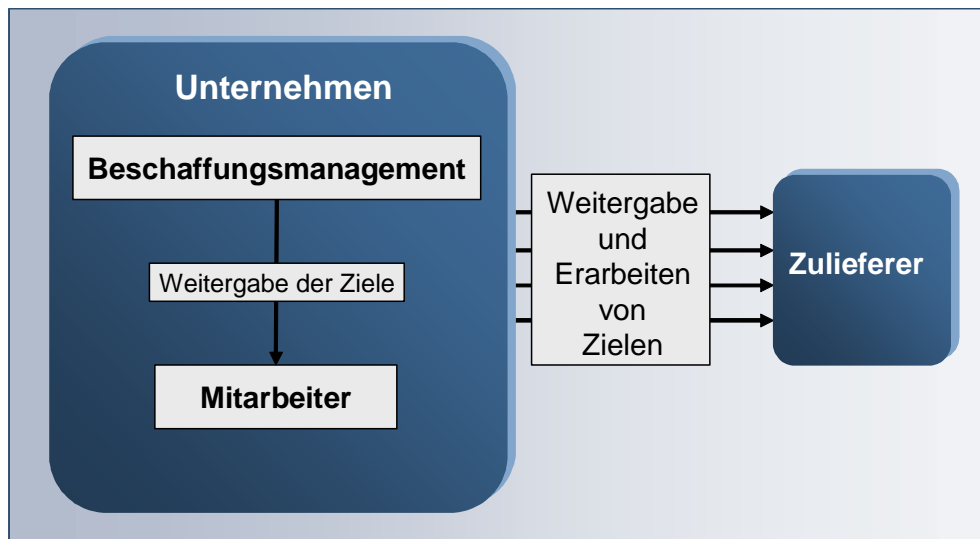 Unternehmen
Beschaffungsmanagement
Weitergabe der Ziele
Mitarbeiter
Weitergabe
und
Erarbeiten
von
Zielen
Zulieferer